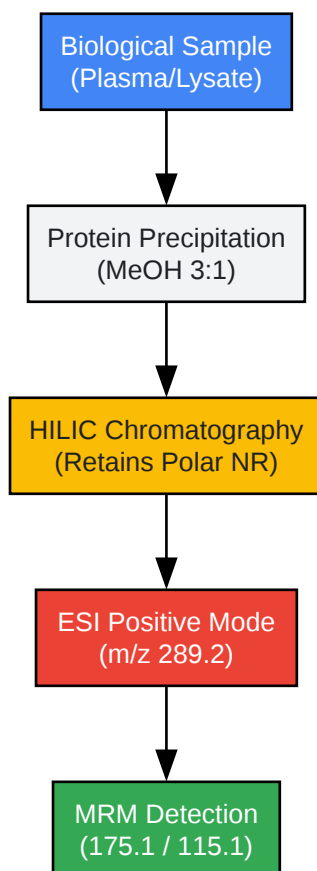 Biological Sample
(Plasma/Lysate)
Protein Precipitation
(MeOH 3:1)
HILIC Chromatography
(Retains Polar NR)
ESI Positive Mode
(m/z 289.2)
MRM Detection
(175.1 / 115.1)